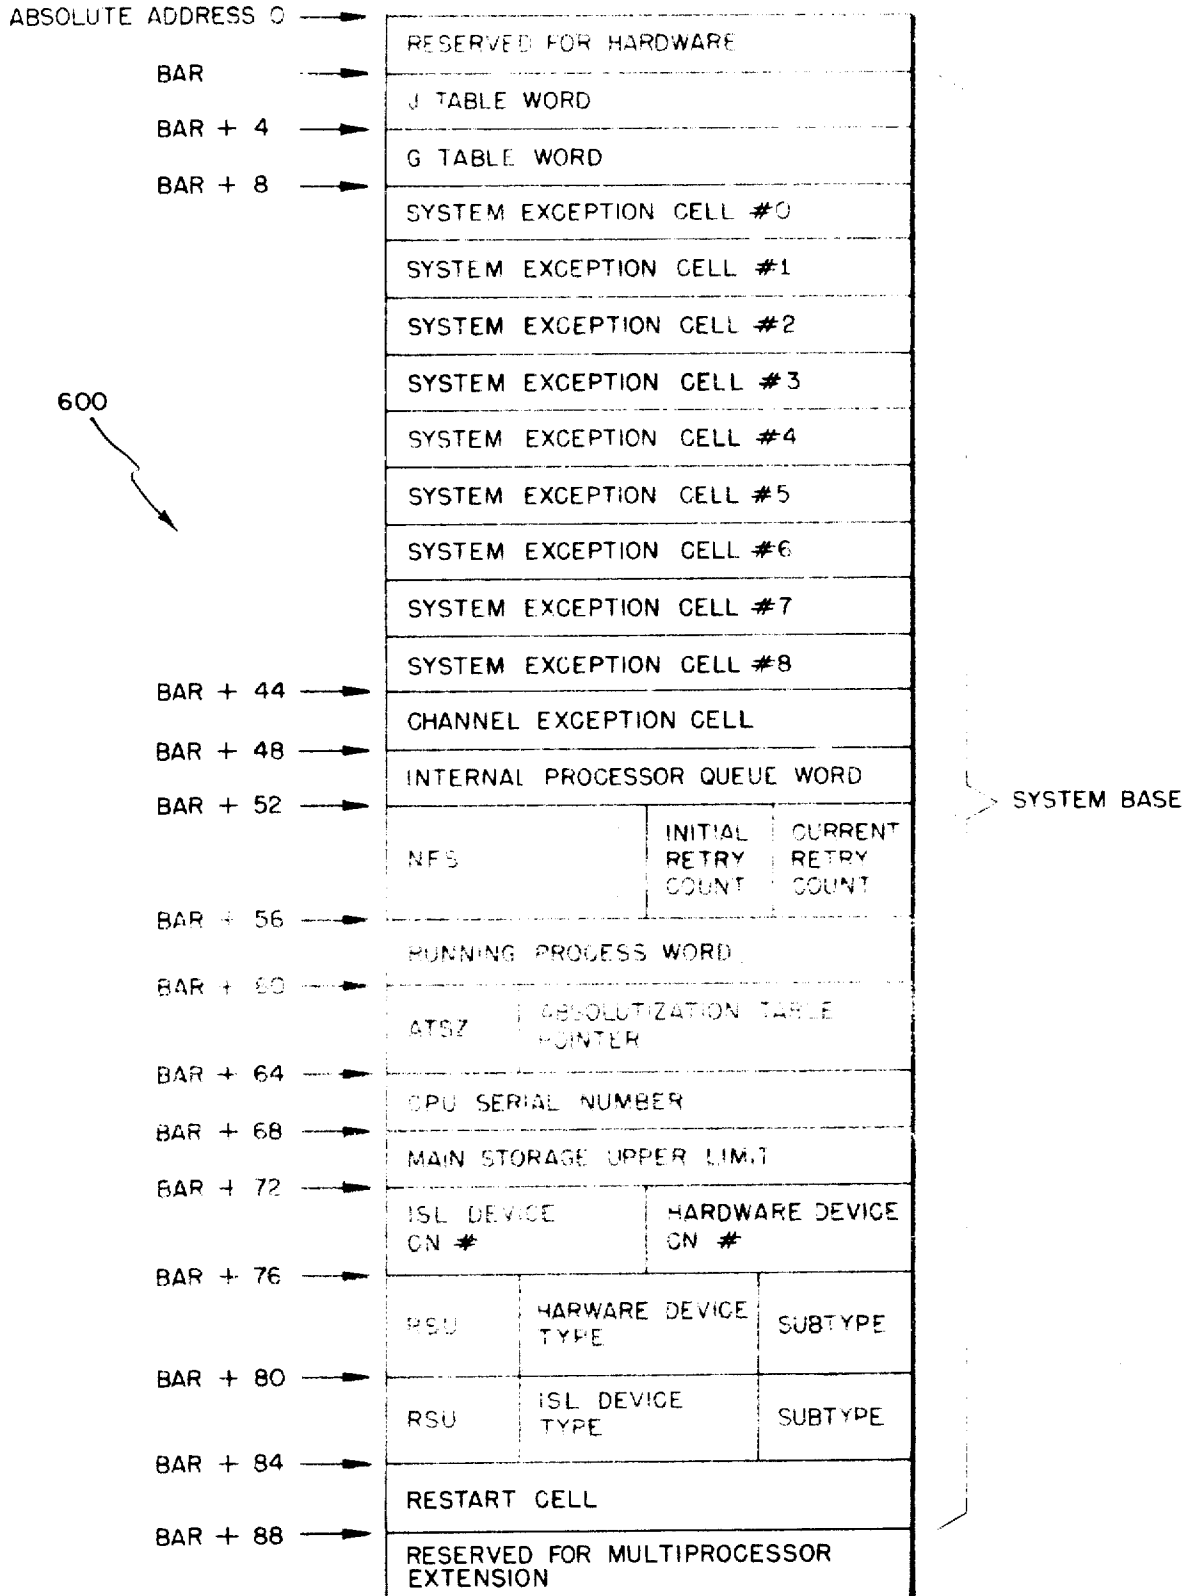 ABSOLUTE ADDRESS 0
RESERVED FOR HARDWARE
BAR
J TABLE WORD
BAR + 4
G TABLE WORD
BAR + 8
SYSTEM EXCEPTION CELL #0
SYSTEM EXCEPTION CELL #1
SYSTEM EXCEPTION CELL #2
SYSTEM EXCEPTION CELL #3
600
SYSTEM EXCEPTION CELL #4
SYSTEM EXCEPTION CELL #5
SYSTEM EXCEPTION CELL #6
SYSTEM EXCEPTION CELL #7
SYSTEM EXCEPTION CELL #8
BAR + 44
CHANNEL EXCEPTION CELL
BAR + 48
INTERNAL PROCESSOR QUEUE WORD
BAR + 52
SYSTEM BASE
NFS
INITIAL
RETRY
COUNT
CURRENT
RETRY
COUNT
BAR + 56
RUNNING PROCESS WORD
BAR + 60
ATSZ
ABSOLUTIZATION TABLE
POINTER
BAR + 64
CPU SERIAL NUMBER
BAR + 68
MAIN STORAGE UPPER LIMIT
BAR + 72
ISL DEVICE
CN #
HARDWARE DEVICE
CN #
BAR + 76
RSU
HARWARE DEVICE
TYPE
SUBTYPE
BAR + 80
RSU
ISL DEVICE
TYPE
SUBTYPE
BAR + 84
RESTART CELL
BAR + 88
RESERVED FOR MULTIPROCESSOR
EXTENSION